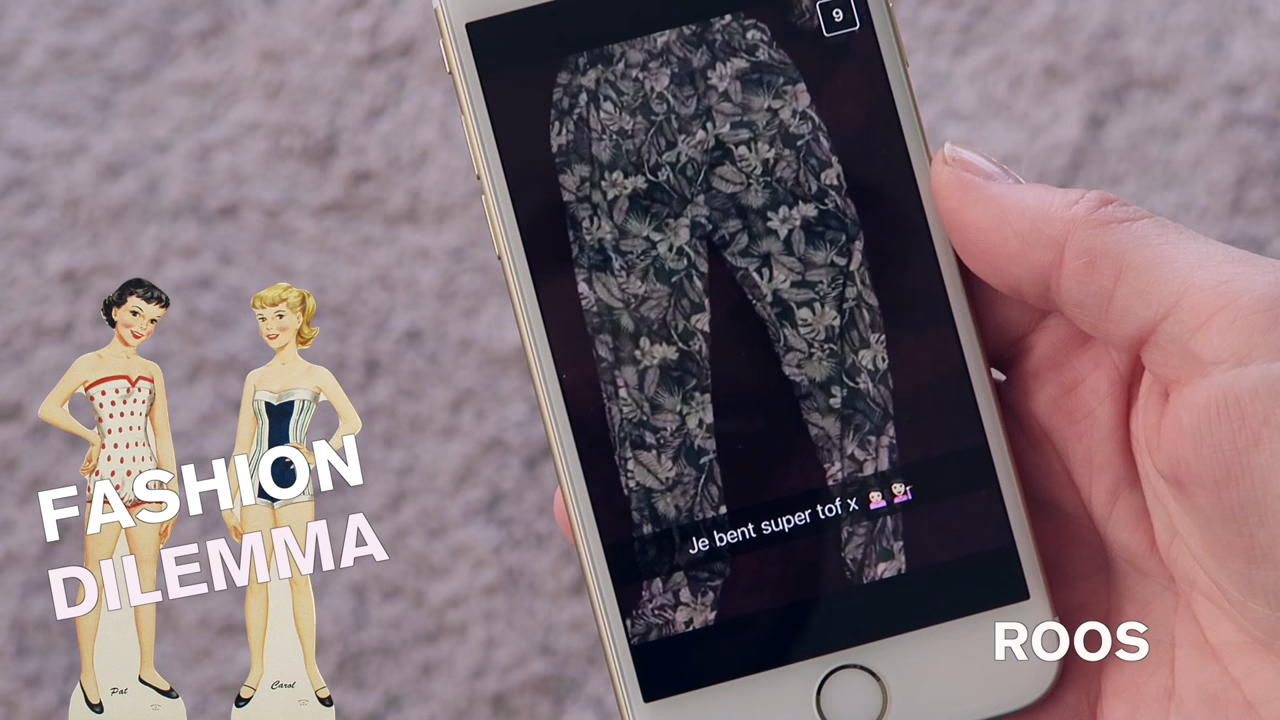 9
Je bent super tof x 💁🏻💇🏻
FASHION
DILEMMA
Pat
Carol
ROOS